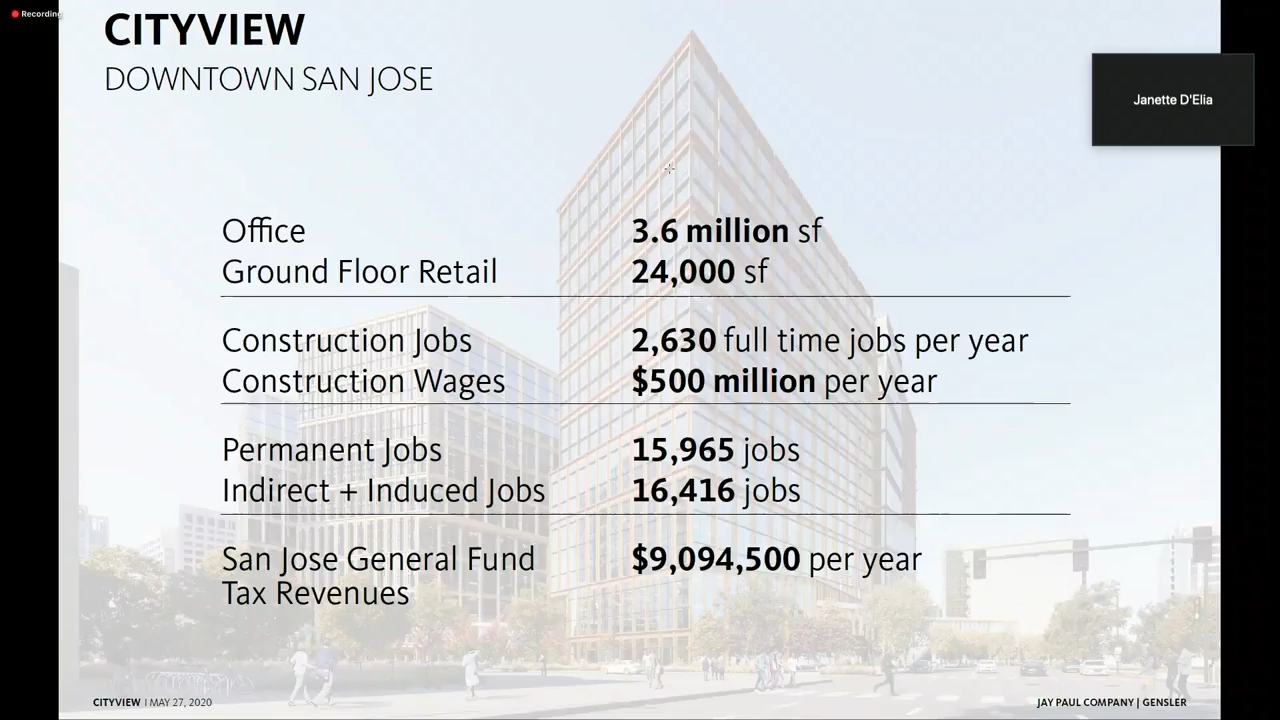 Recording
CITYVIEW
DOWNTOWN SAN JOSE
Janette D'Elia
Office 3.6 million sf
Ground Floor Retail 24,000 sf
Construction Jobs 2,630 full time jobs per year
Construction Wages $500 million per year
Permanent Jobs 15,965 jobs
Indirect + Induced Jobs 16,416 jobs
San Jose General Fund $9,094,500 per year
Tax Revenues
CITYVIEW | MAY 27, 2020
JAY PAUL COMPANY | GENSLER